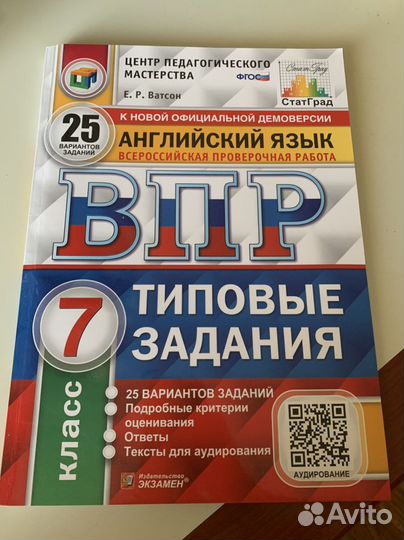 ЦЕНТР ПЕДАГОГИЧЕСКОГО
МАСТЕРСТВА
ФГОС
Е. Р. Ватсон
СтатГрад
СтатГрад
К НОВОЙ ОФИЦИАЛЬНОЙ ДЕМОВЕРСИИ
25
ВАРИАНТОВ
ЗАДАНИЙ
АНГЛИЙСКИЙ ЯЗЫК
ВСЕРОССИЙСКАЯ ПРОВЕРОЧНАЯ РАБОТА
ВПР
7
класс
ТИПОВЫЕ
ЗАДАНИЯ
• 25 ВАРИАНТОВ ЗАДАНИЙ
• Подробные критерии
оценивания
• Ответы
• Тексты для аудирования
АУДИРОВАНИЕ
Издательство
ЭКЗАМЕН
Avito